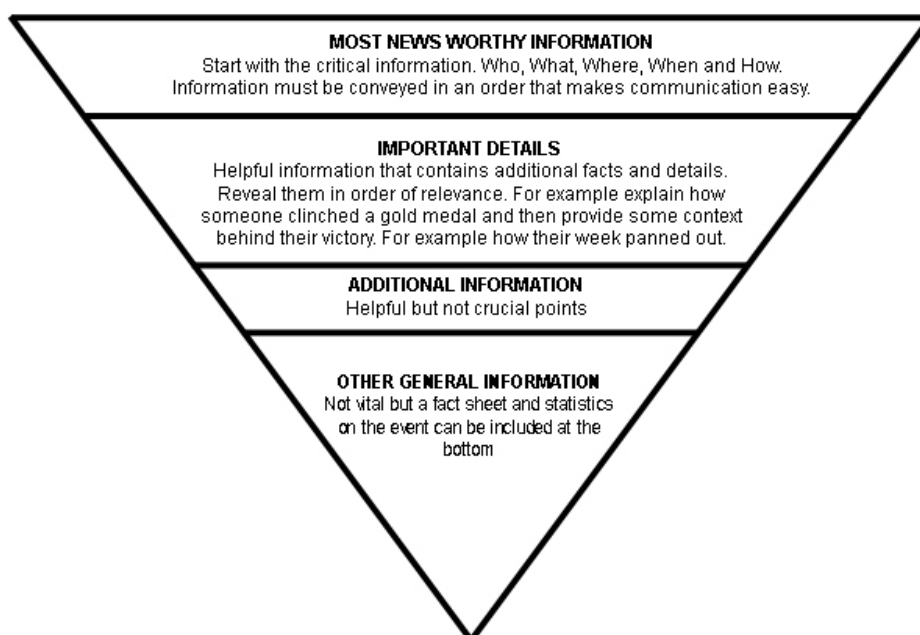 MOST NEWS WORTHY INFORMATION
Start with the critical information. Who, What, Where, When and How.
Information must be conveyed in an order that makes communication easy.
IMPORTANT DETAILS
Helpful information that contains additional facts and details.
Reveal them in order of relevance. For example explain how
someone clinched a gold medal and then provide some context
behind their victory. For example how their week panned out.
ADDITIONAL INFORMATION
Helpful but not crucial points
OTHER GENERAL INFORMATION
Not vital but a fact sheet and statistics
on the event can be included at the
bottom